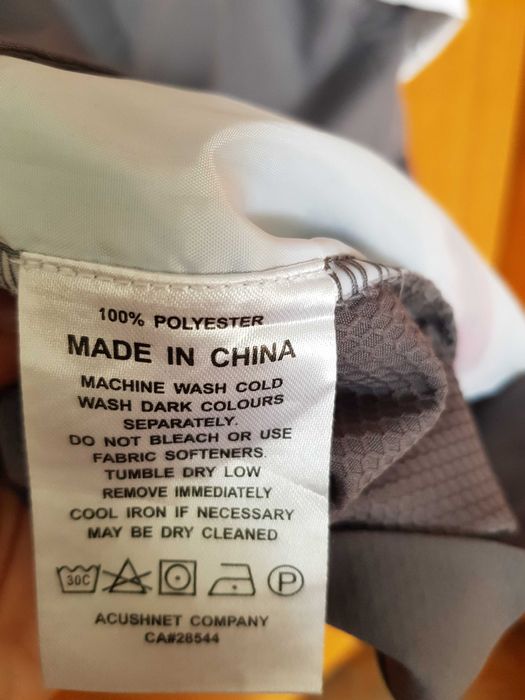 100% POLYESTER
MADE IN CHINA
MACHINE WASH COLD
WASH DARK COLOURS
SEPARATELY.
DO NOT BLEACH OR USE
FABRIC SOFTENERS.
TUMBLE DRY LOW
REMOVE IMMEDIATELY
COOL IRON IF NECESSARY
MAY BE DRY CLEANED
30C P
ACUSHNET COMPANY
CA#28544